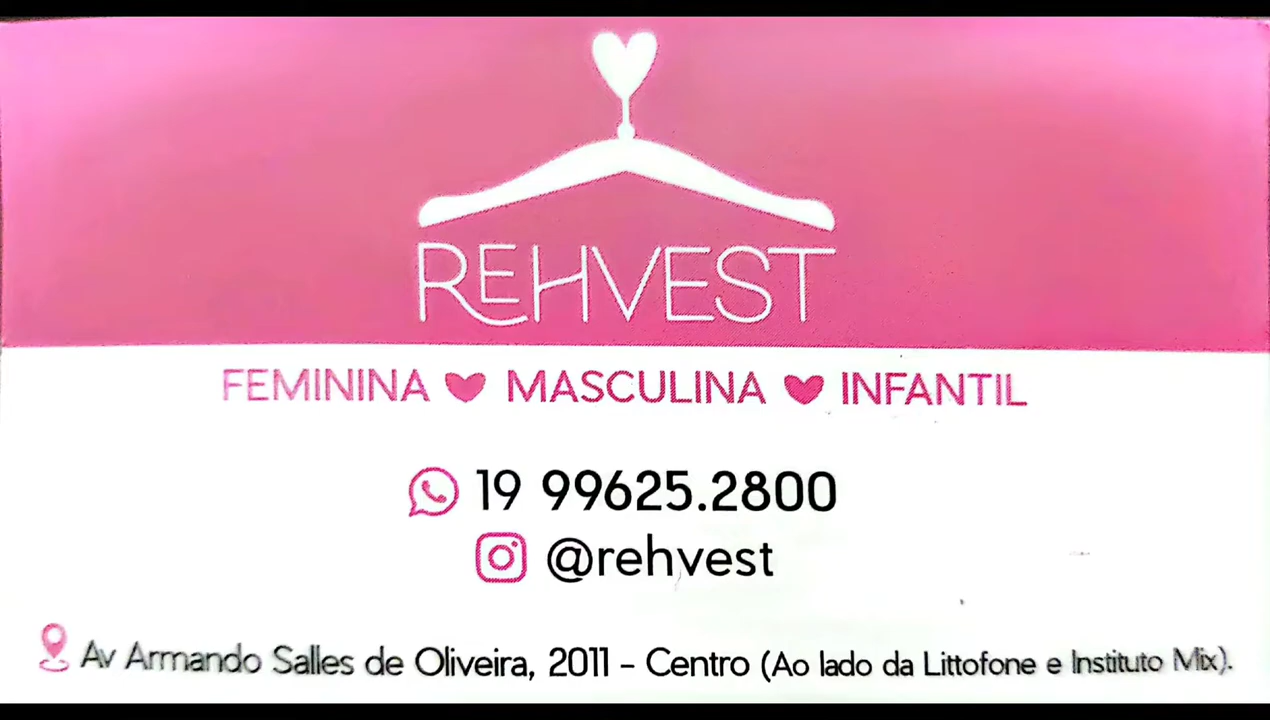 REHVEST
FEMININA MASCULINA INFANTIL
19 99625.2800
@rehvest
Av Armando Salles de Oliveira, 2011 - Centro (Ao lado da Littofone e Instituto Mix).